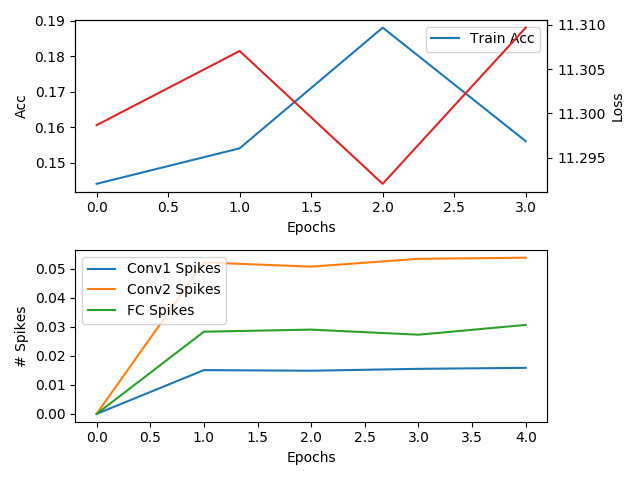 0.19
0.18
0.17
0.16
0.15
Acc
Train Acc
11.310
11.305
11.300
11.295
Loss
0.0 0.5 1.0 1.5 2.0 2.5 3.0
Epochs
0.05
0.04
0.03
0.02
0.01
0.00
# Spikes
Conv1 Spikes
Conv2 Spikes
FC Spikes
0.0 0.5 1.0 1.5 2.0 2.5 3.0 3.5 4.0
Epochs